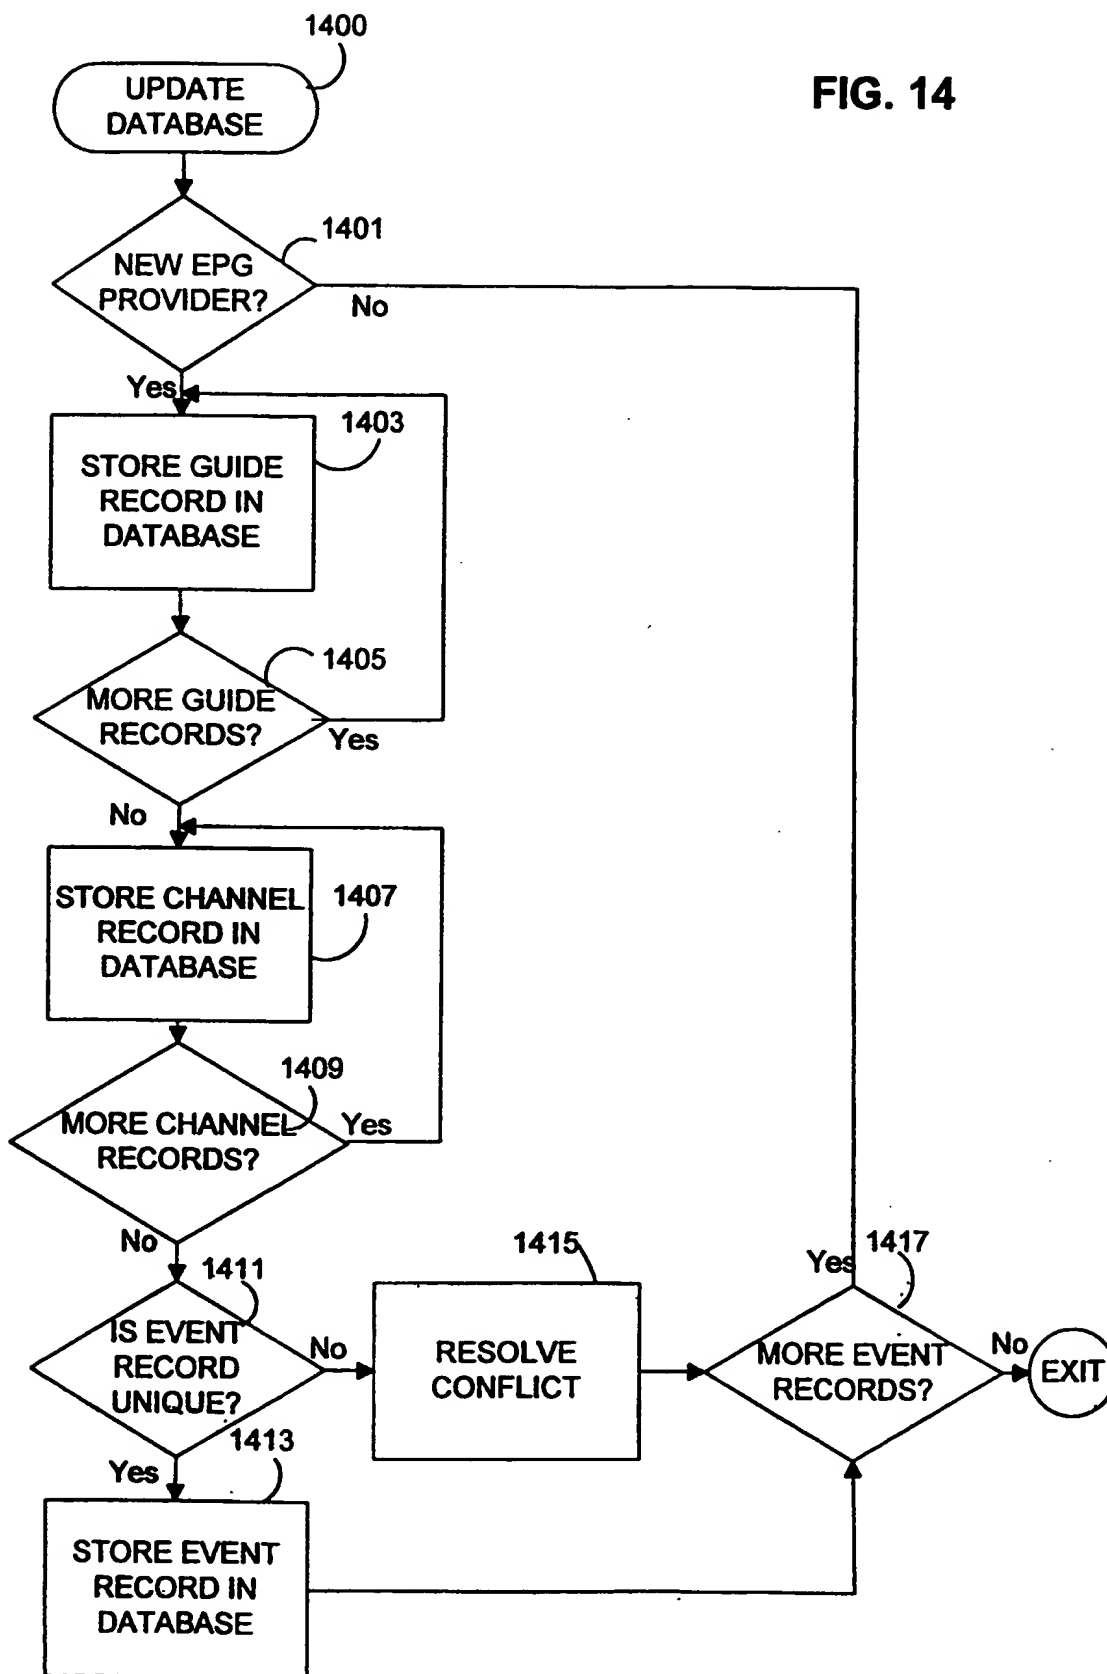 1400
UPDATE
DATABASE
FIG. 14
1401
NEW EPG
PROVIDER?
No
Yes
1403
STORE GUIDE
RECORD IN
DATABASE
1405
MORE GUIDE
RECORDS?
Yes
No
STORE CHANNEL
RECORD IN
DATABASE
1407
1409
MORE CHANNEL
RECORDS?
Yes
No
1411
IS EVENT
RECORD
UNIQUE?
No
1415
RESOLVE
CONFLICT
Yes
1417
MORE EVENT
RECORDS?
No
EXIT
Yes
1413
STORE EVENT
RECORD IN
DATABASE